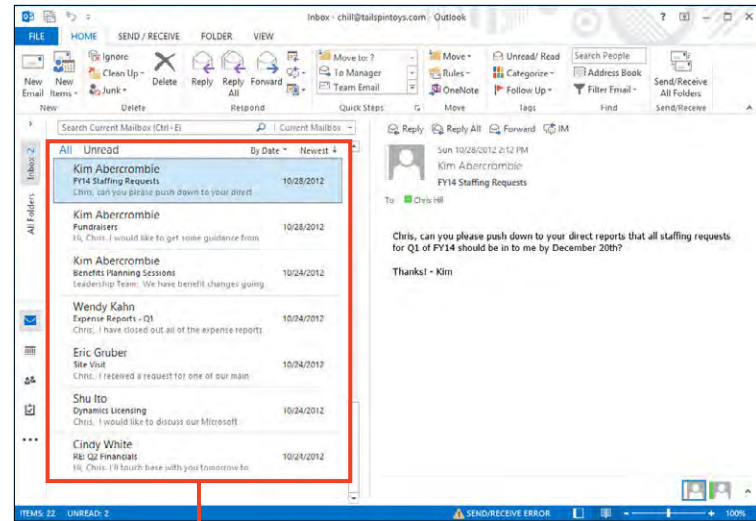 Inbox - chill@tailspintoys.com - Outlook
FILE HOME SEND / RECEIVE FOLDER VIEW
New Email
New Items
Ignore
Clean Up
Junk
Delete
Reply
Reply All
Forward
Move to: ?
To Manager
Team Email
Move
Rules
OneNote
Unread/ Read
Categorize
Follow Up
Search People
Address Book
Filter Email
Send/Receive All Folders
New Delete Respond Quick Steps Move Tags Find Send/Receive
Search Current Mailbox (Ctrl+E) Current Mailbox
All Unread By Date Newest
Inbox 2
All Folders
Kim Abercrombie
FY14 Staffing Requests 10/28/2012
Chris, can you please push down to your direct
Kim Abercrombie
Fundraisers 10/28/2012
Hi, Chris. I would like to get some guidance from
Kim Abercrombie
Benefits Planning Sessions 10/24/2012
Leadership Team: We have benefit changes going
Wendy Kahn
Expense Reports - Q1 10/24/2012
Chris, I have closed out all of the expense reports
Eric Gruber
Site Visit 10/24/2012
Chris, I received a request for one of our main
Shu Ito
Dynamics Licensing 10/24/2012
Chris, I would like to discuss our Microsoft
Cindy White
RE: Q2 Financials 10/24/2012
Hi, Chris. I'll touch base with you tomorrow to
Reply Reply All Forward IM
Sun 10/28/2012 2:12 PM
Kim Abercrombie
FY14 Staffing Requests
To Chris Hill
Chris, can you please push down to your direct reports that all staffing requests
for Q1 of FY14 should be in to me by December 20th?
Thanks! - Kim
ITEMS: 22 UNREAD: 2 SEND/RECEIVE ERROR 100%